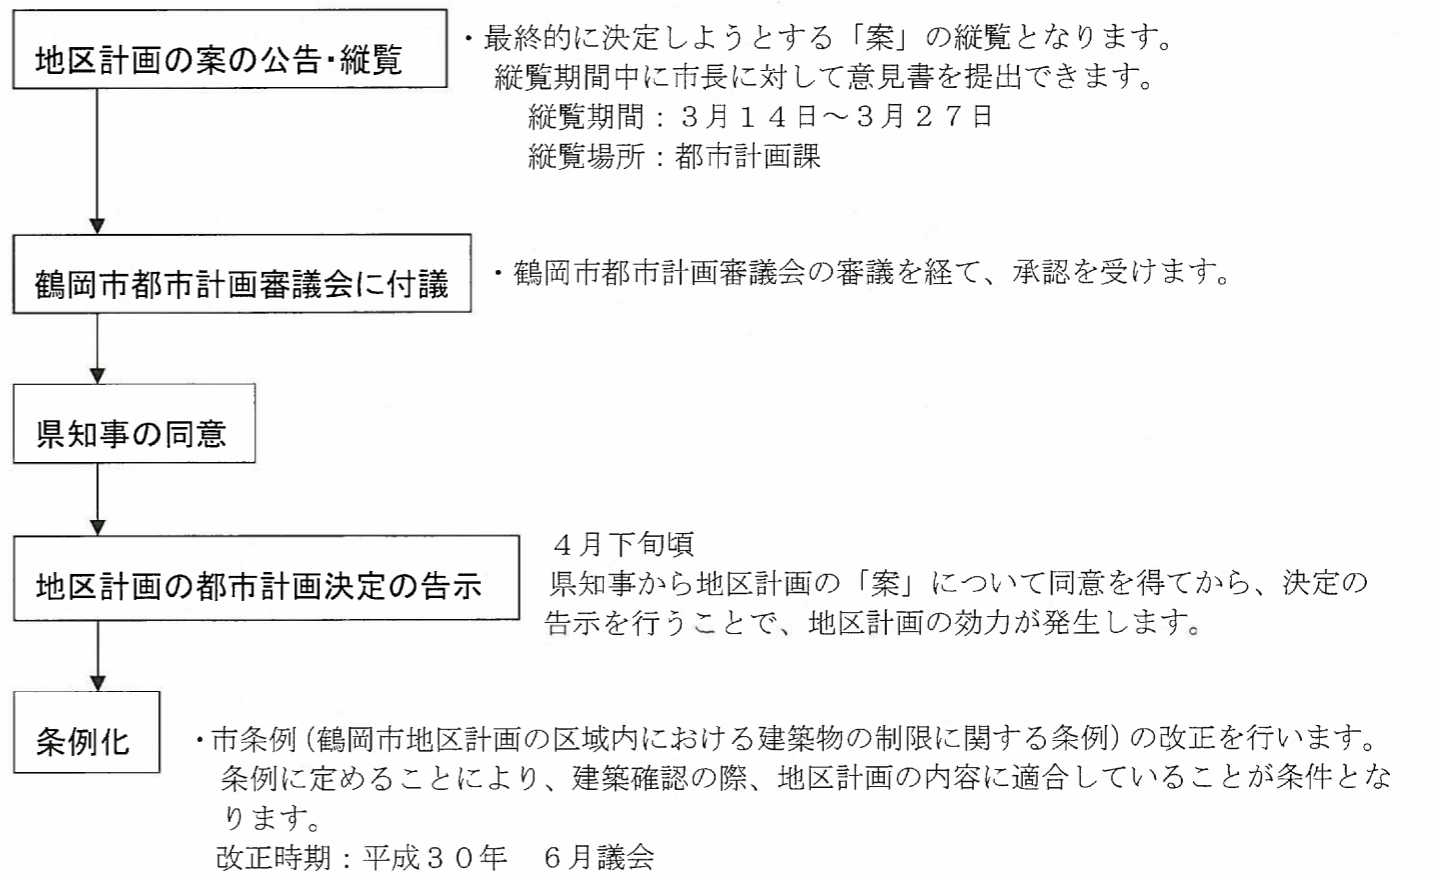 地区計画の案の公告・縦覧
・最終的に決定しようとする「案」の縦覧となります。
縦覧期間中に市長に対して意見書を提出できます。
縦覧期間：３月１４日～３月２７日
縦覧場所：都市計画課
鶴岡市都市計画審議会に付議
・鶴岡市都市計画審議会の審議を経て、承認を受けます。
県知事の同意
地区計画の都市計画決定の告示
４月下旬頃
県知事から地区計画の「案」について同意を得てから、決定の
告示を行うことで、地区計画の効力が発生します。
条例化
・市条例（鶴岡市地区計画の区域内における建築物の制限に関する条例）の改正を行います。
条例に定めることにより、建築確認の際、地区計画の内容に適合していることが条件とな
ります。
改正時期：平成３０年　６月議会